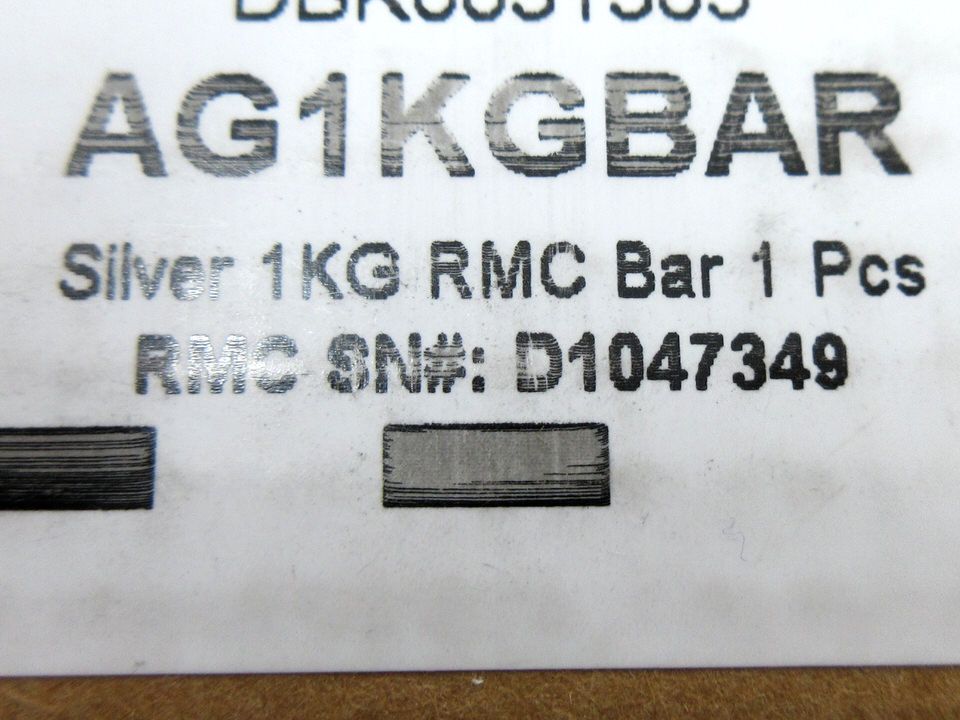 AG1KGBAR
Silver 1KG RMC Bar 1 Pcs
RMC SN#: D1047349